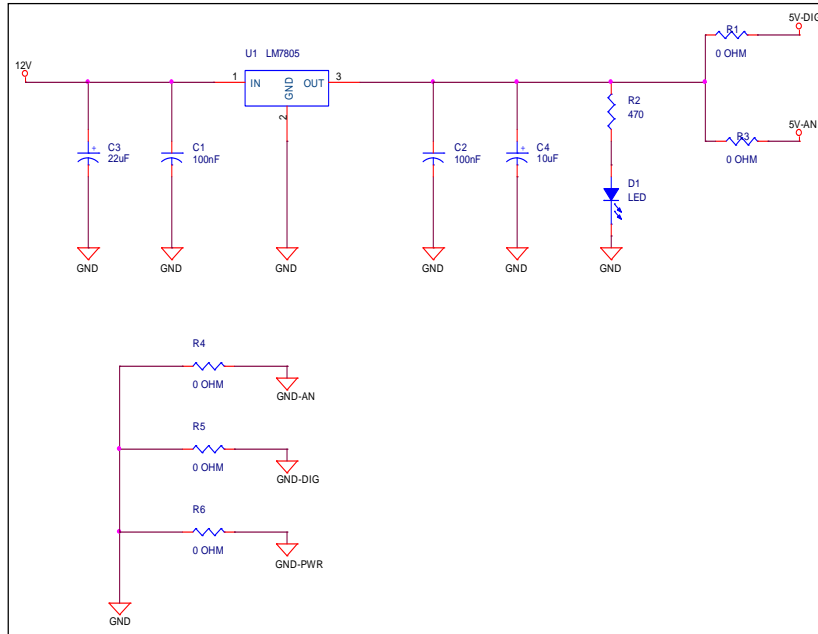 5V-DIG
R1
0 OHM
U1 LM7805
12V
1
IN
GND
OUT
3
2
C3
22uF
C1
100nF
C2
100nF
C4
10uF
R2
470
D1
LED
5V-AN
R3
0 OHM
GND
GND
GND
GND
GND
GND
R4
0 OHM
GND-AN
R5
0 OHM
GND-DIG
R6
0 OHM
GND-PWR
GND